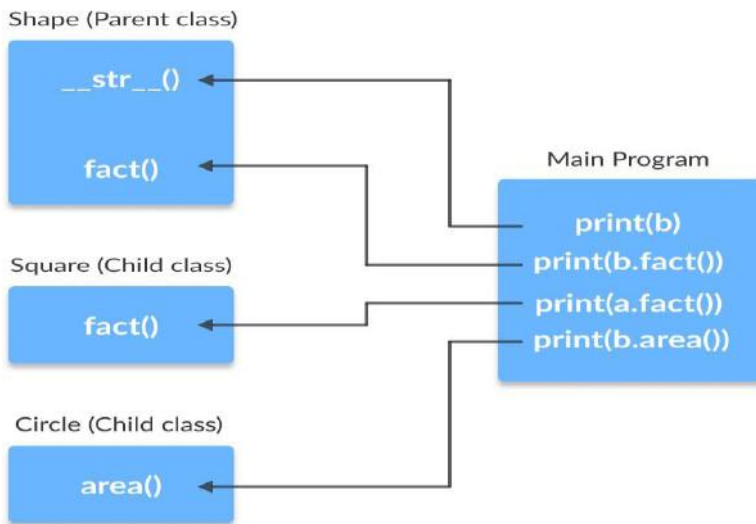 Shape (Parent class)
__str__()
fact()
Main Program
print(b)
print(b.fact())
print(a.fact())
print(b.area())
Square (Child class)
fact()
Circle (Child class)
area()